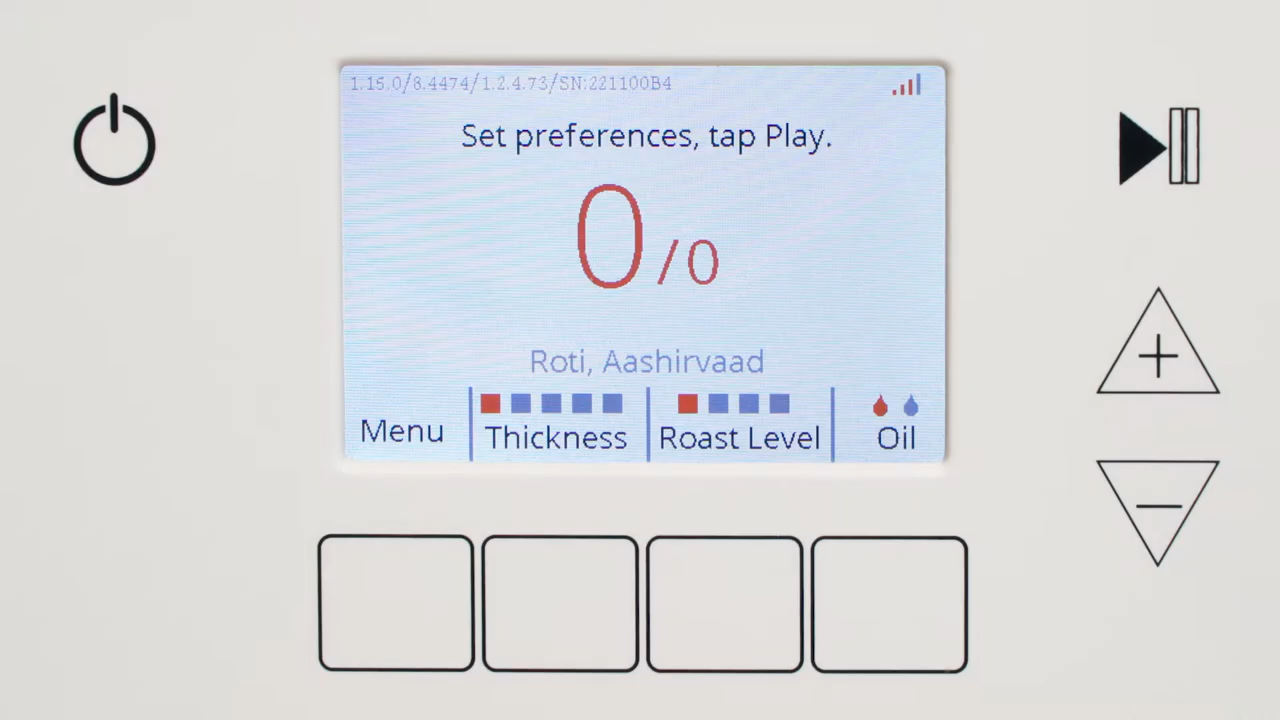 1.15.0/8.4474/1.2.4.73/SN:221100B4
Set preferences, tap Play.
0/0
Roti, Aashirvaad
Menu
Thickness
Roast Level
Oil